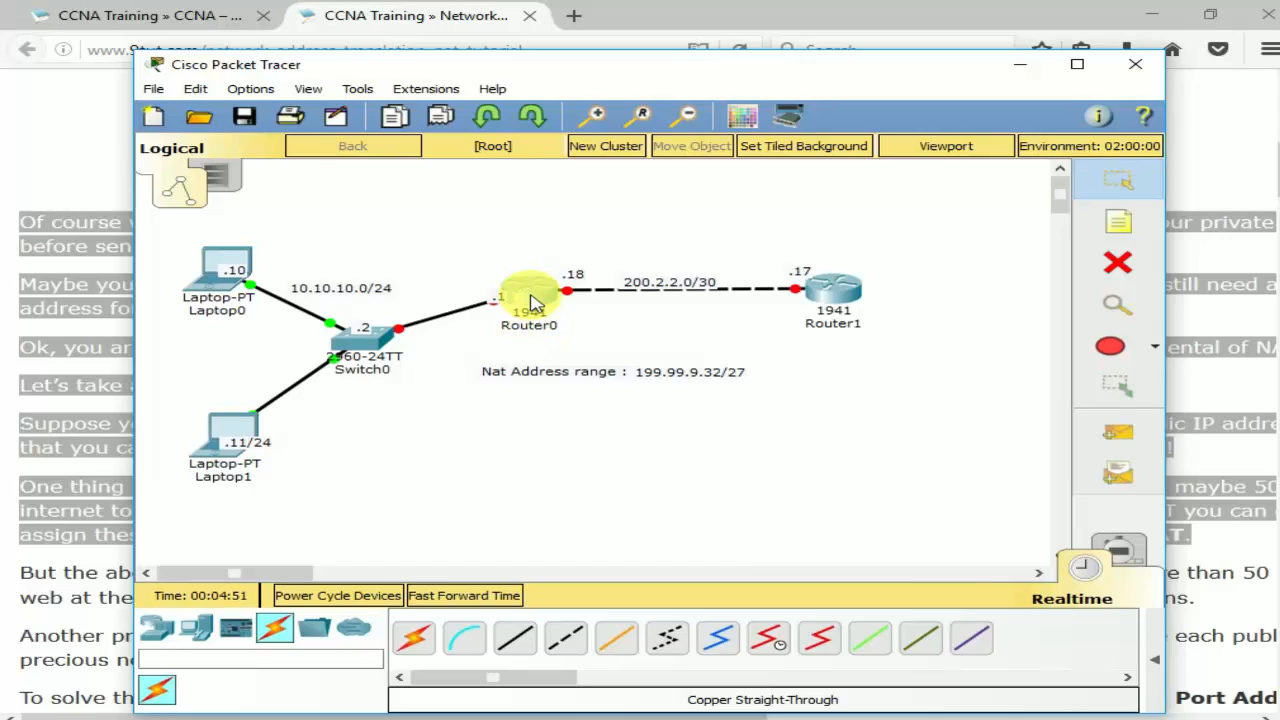 CCNA Training » CCNA – ...
CCNA Training » Network...
Search
Cisco Packet Tracer
File Edit Options View Tools Extensions Help
Logical
Back
[Root]
New Cluster
Move Object
Set Tiled Background
Viewport
Environment: 02:00:00
Of course
our private
before sen
Maybe you
still need a
address fo
Ok, you ar
ental of NA
Let's take
Suppose y
ic IP addre
that you ca
One thing
maybe 50
internet to
T you can
assign thes
AT.
But the ab
re than 50
web at the
ns.
Another pr
e each publ
precious n
To solve th
Port Add
.10
Laptop-PT
Laptop0
10.10.10.0/24
.2
2960-24TT
Switch0
.11/24
Laptop-PT
Laptop1
.1
.18
1941
Router0
200.2.2.0/30
.17
1941
Router1
Nat Address range : 199.99.9.32/27
Time: 00:04:51
Power Cycle Devices
Fast Forward Time
Realtime
Copper Straight-Through